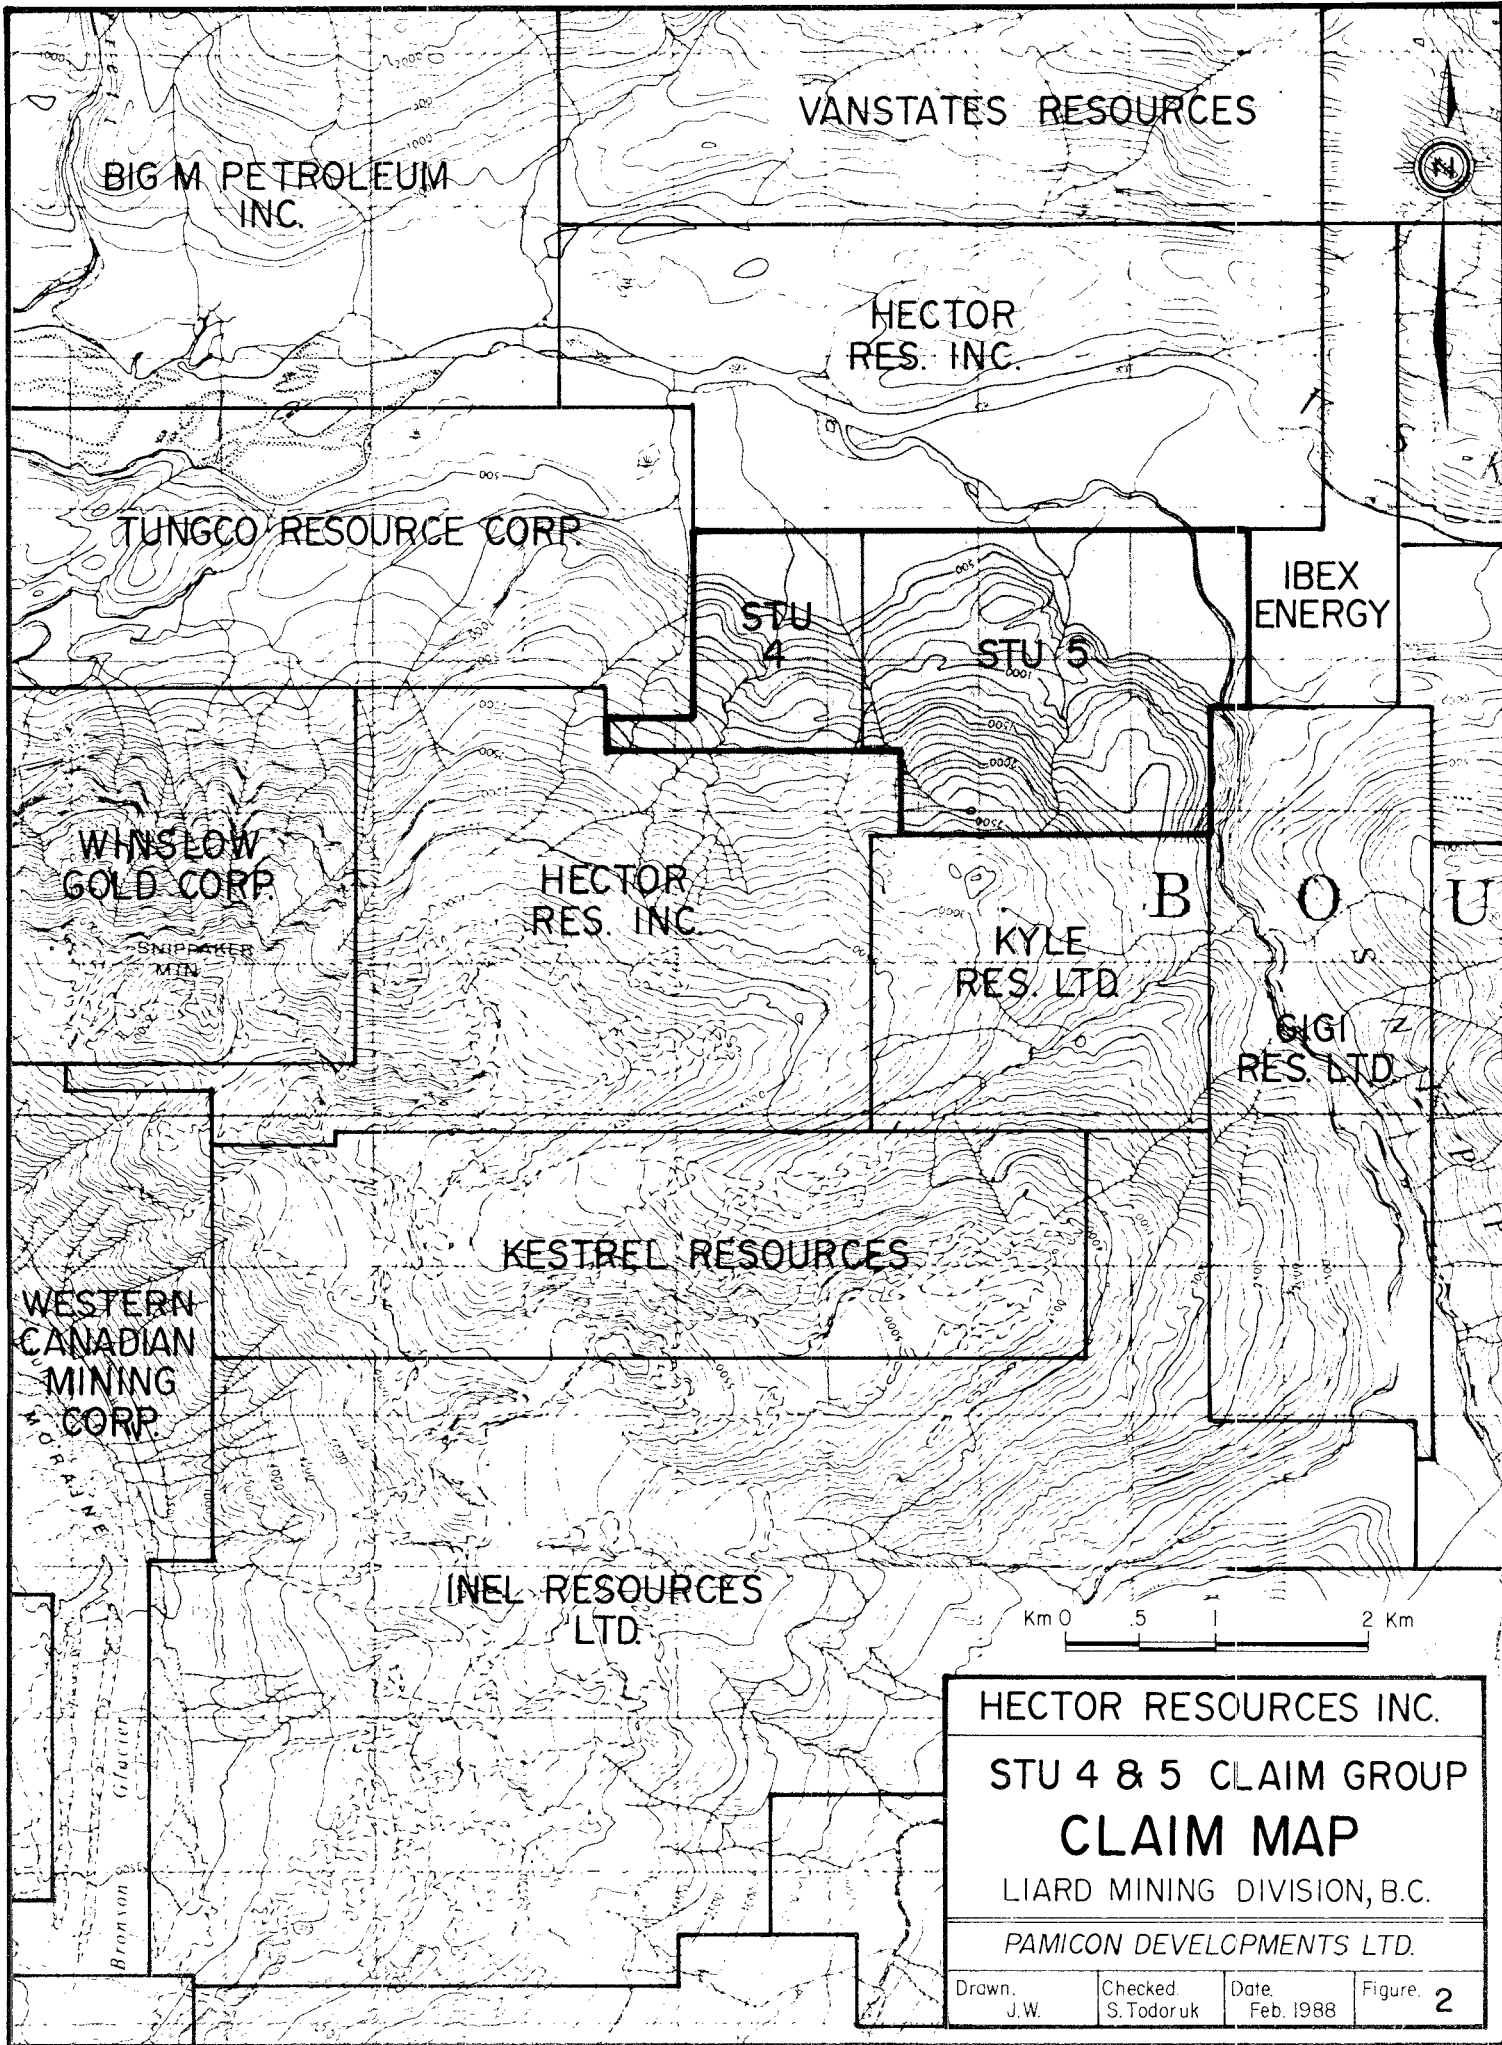 VANSTATES RESOURCES
BIG M PETROLEUM
INC.
N
HECTOR
RES. INC.
TUNGCO RESOURCE CORP.
IBEX
ENERGY
STU
4
STU 5
WINSLOW
GOLD CORP.
SNIPPAKER
MTN
HECTOR
RES. INC.
KYLE
RES. LTD.
B O U
GIGI
RES. LTD.
KESTREL RESOURCES
WESTERN
CANADIAN
MINING
CORP.
MORAINE
INEL RESOURCES
LTD.
Bronson Glacier
Km 0 .5 1 2 Km
HECTOR RESOURCES INC.
STU 4 & 5 CLAIM GROUP
CLAIM MAP
LIARD MINING DIVISION, B.C.
PAMICON DEVELOPMENTS LTD.
Drawn. J.W.
Checked. S. Todoruk
Date. Feb. 1988
Figure. 2